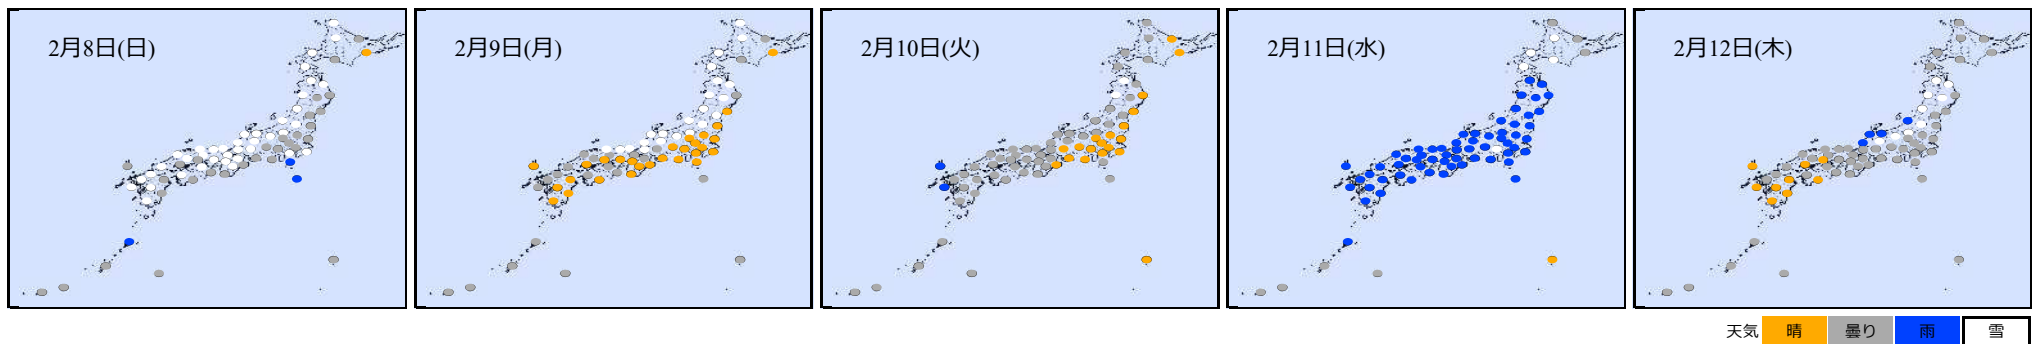 2月8日(日)
2月9日(月)
2月10日(火)
2月11日(水)
2月12日(木)
天気 晴 曇り 雨 雪